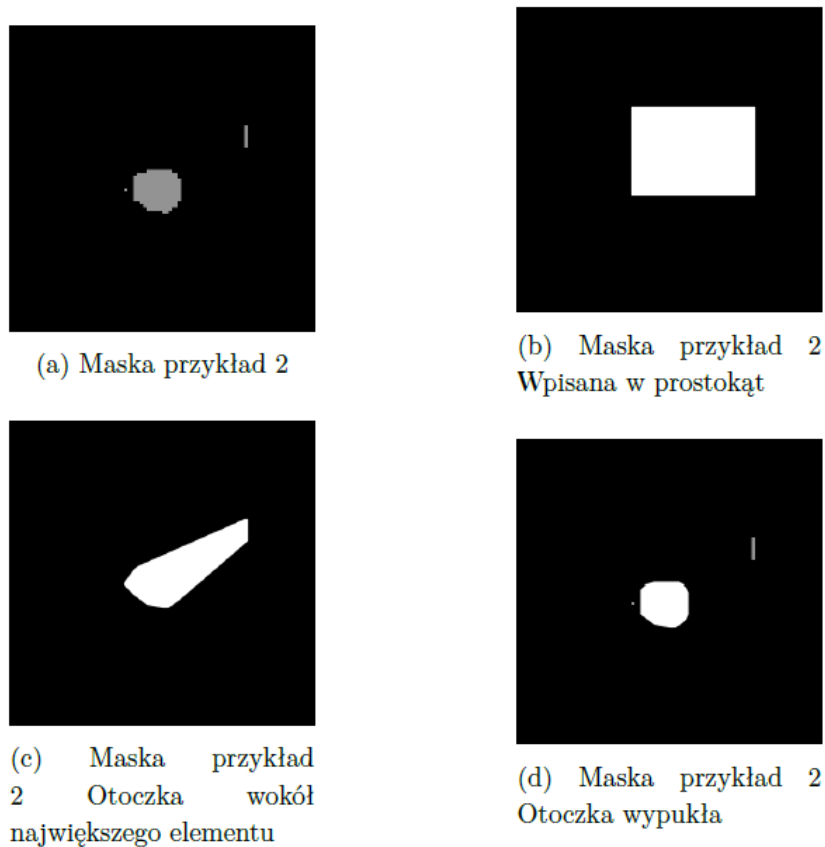 (a) Maska przykład 2
(b) Maska przykład 2
Wpisana w prostokąt
(c) Maska przykład
2 Otoczka wokół
największego elementu
(d) Maska przykład 2
Otoczka wypukła